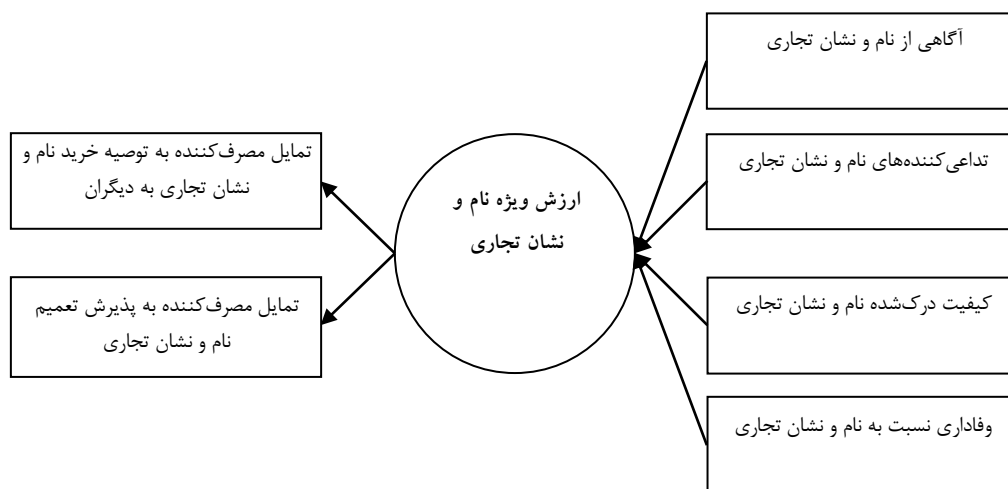 آگاهی از نام و نشان تجاری
تداعی‌کننده‌های نام و نشان تجاری
کیفیت درک‌شده نام و نشان تجاری
وفاداری نسبت به نام و نشان تجاری
ارزش ویژه نام و
نشان تجاری
تمایل مصرف‌کننده به توصیه خرید نام و
نشان تجاری به دیگران
تمایل مصرف‌کننده به پذیرش تعمیم
نام و نشان تجاری